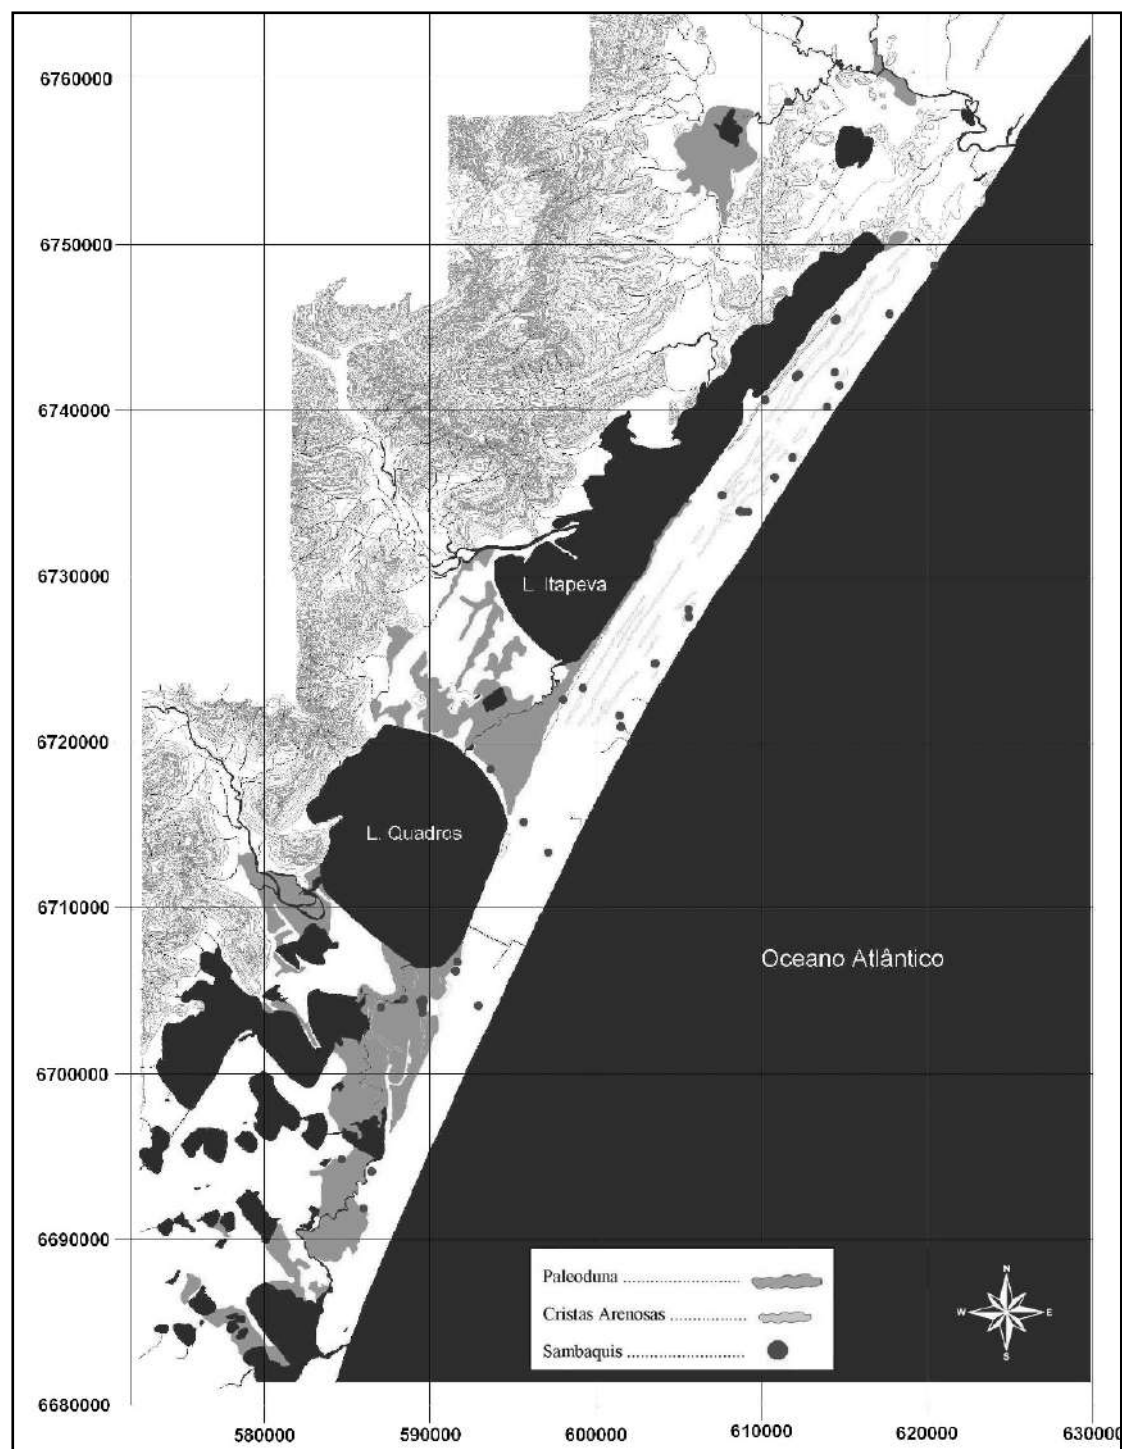 6760000
6750000
6740000
6730000
L. Itapeva
6720000
L. Quadros
6710000
Oceano Atlântico
6700000
6690000
Paleoduna .........................
Cristas Arenosas ................
Sambaquis ........................
N
W E
S
6680000
580000 590000 600000 610000 620000 630000